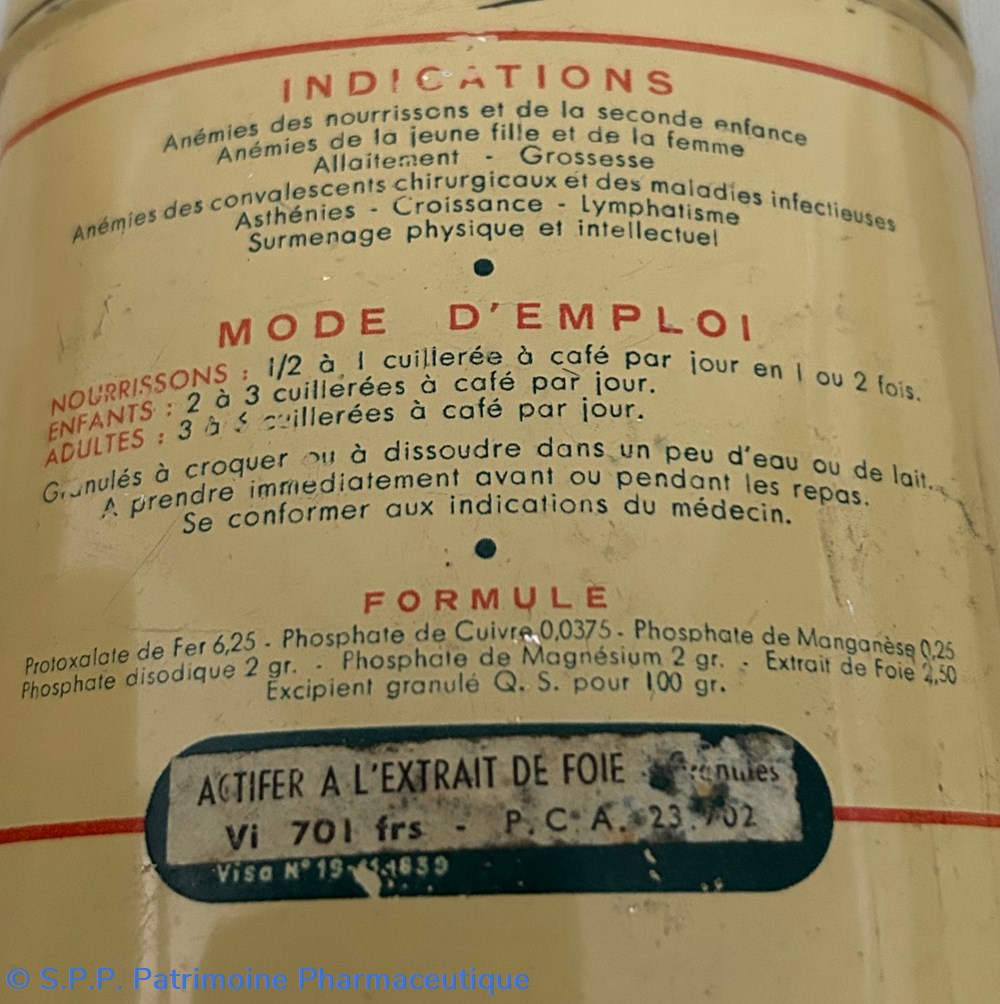 INDICATIONS
Anémies des nourrissons et de la seconde enfance
Anémies de la jeune fille et de la femme
Allaitement - Grossesse
Anémies des convalescents chirurgicaux et des maladies infectieuses
Asthénies - Croissance - Lymphatisme
Surmenage physique et intellectuel
MODE D'EMPLOI
NOURRISSONS : 1/2 à 1 cuillerée à café par jour en 1 ou 2 fois.
ENFANTS : 2 à 3 cuillerées à café par jour.
ADULTES : 3 à cuillerées à café par jour.
Granulés à croquer ou à dissoudre dans un peu d'eau ou de lait.
A prendre immediatement avant ou pendant les repas.
Se conformer aux indications du médecin.
FORMULE
Protoxalate de Fer 6,25 - Phosphate de Cuivre 0,0375 - Phosphate de Manganèse 0,25
Phosphate disodique 2 gr. - Phosphate de Magnésium 2 gr. - Extrait de Foie 2,50
Excipient granulé Q. S. pour 100 gr.
ACTIFER A L'EXTRAIT DE FOIE Granules
Vi 701 frs - P.C.A. 23.702
Visa N°
© S.P.P. Patrimoine Pharmaceutique